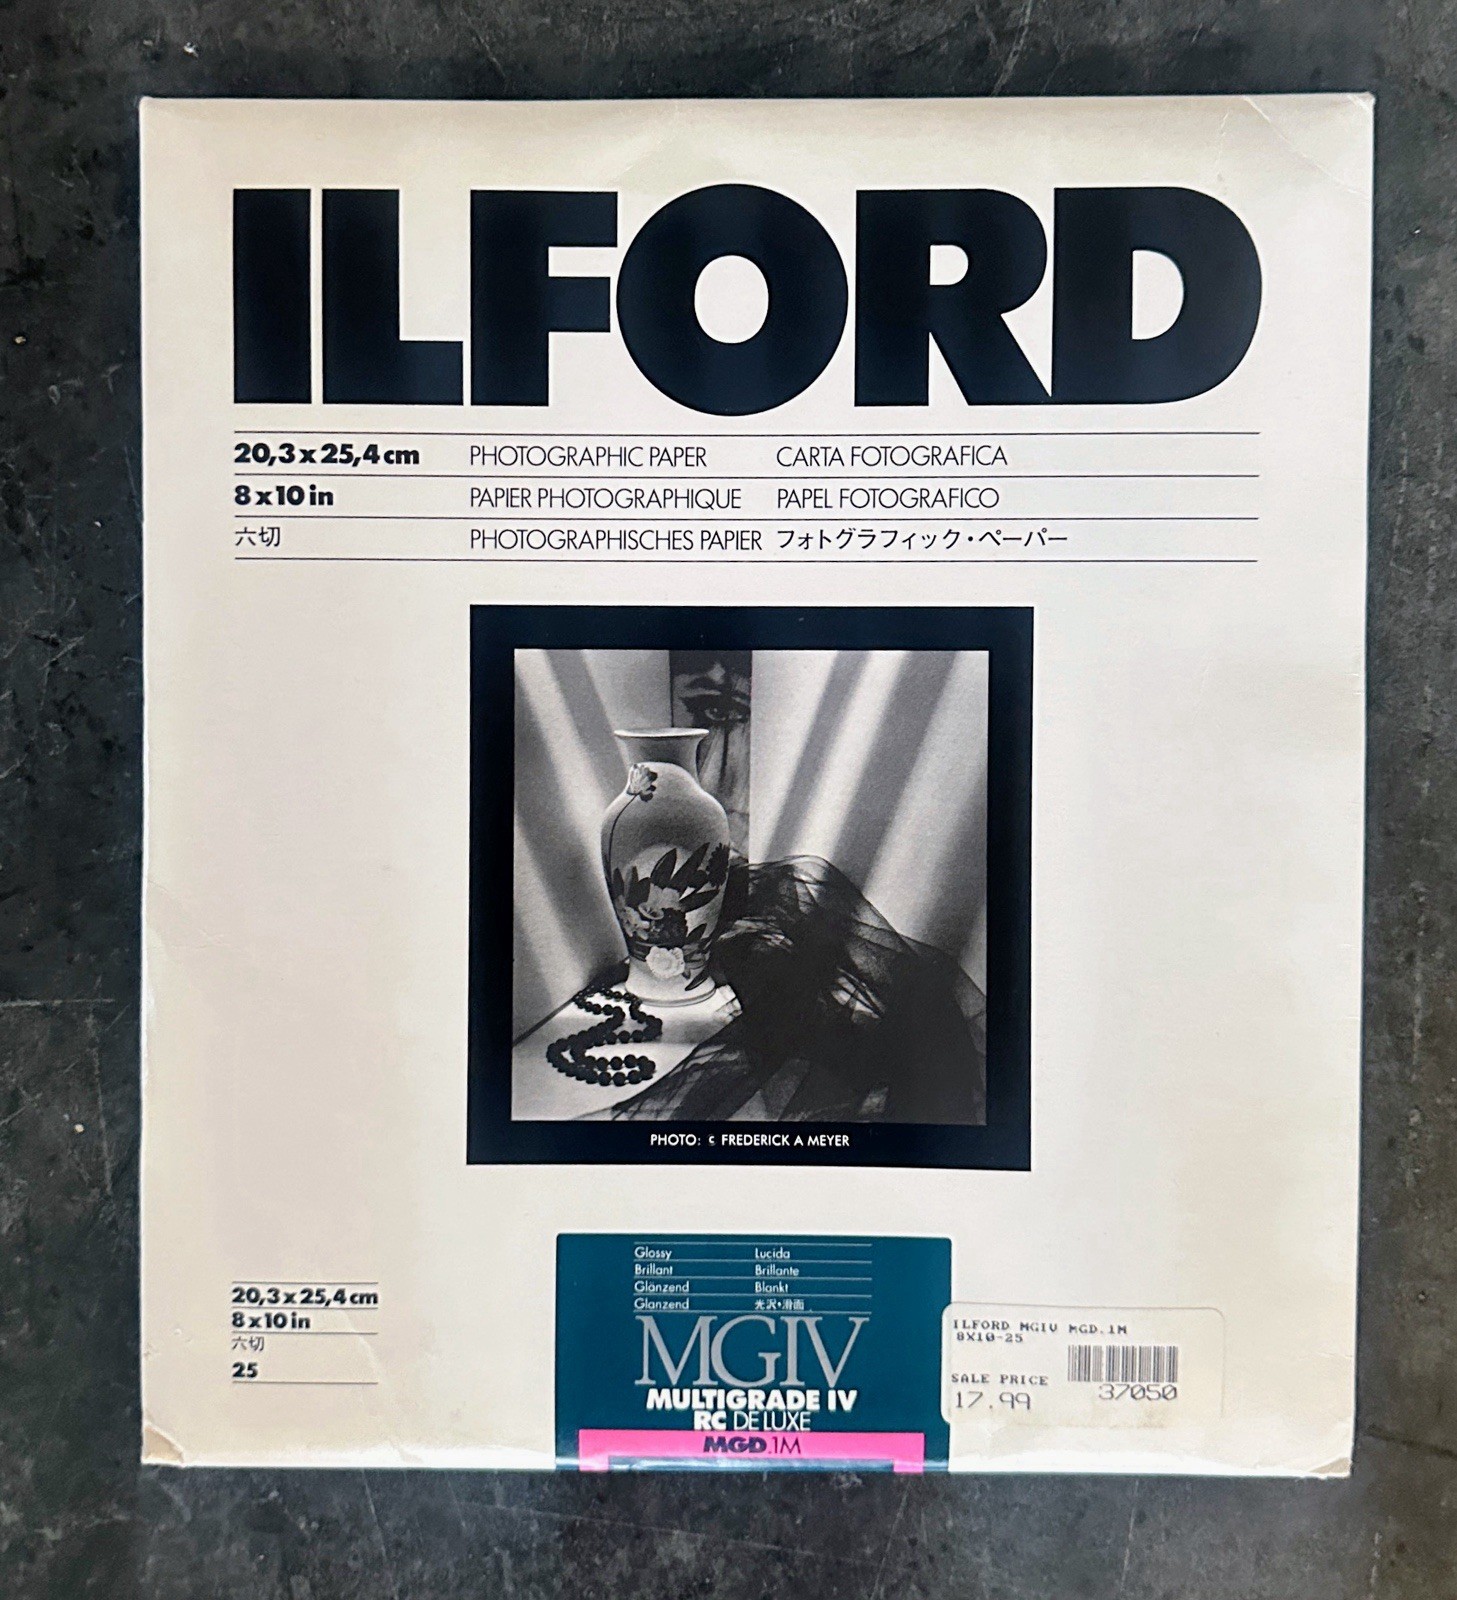 ILFORD
20,3 x 25,4 cm PHOTOGRAPHIC PAPER CARTA FOTOGRAFICA
8 x 10 in PAPIER PHOTOGRAPHIQUE PAPEL FOTOGRAFICO
六切 PHOTOGRAPHISCHES PAPIER フォトグラフィック・ペーパー
PHOTO: © FREDERICK A MEYER
20,3 x 25,4 cm
8 x 10 in
六切
25
Glossy Lucida
Brillant Brillante
Glänzend Blankt
Glanzend 光沢・滑面
MGIV
MULTIGRADE IV
RC DE LUXE
MGD.1M
ILFORD MGIV MGD.1M
8X10-25
SALE PRICE
17.99
37050